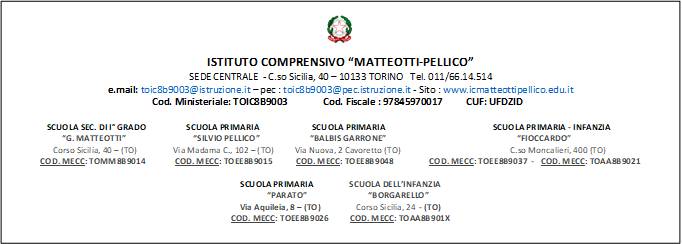 ISTITUTO COMPRENSIVO “MATTEOTTI-PELLICO”
SEDE CENTRALE - C.so Sicilia, 40 – 10133 TORINO Tel. 011/66.14.514
e.mail: toic8b9003@istruzione.it – pec : toic8b9003@pec.istruzione.it - Sito : www.icmatteottipellico.edu.it
Cod. Ministeriale: TOIC8B9003 Cod. Fiscale : 97845970017 CUF: UFDZID
SCUOLA SEC. DI I° GRADO SCUOLA PRIMARIA SCUOLA PRIMARIA SCUOLA PRIMARIA - INFANZIA
“G. MATTEOTTI” “SILVIO PELLICO” “BALBIS GARRONE” “FIOCCARDO”
Corso Sicilia, 40 – (TO) Via Madama C., 102 – (TO) Via Nuova, 2 Cavoretto (TO) C.so Moncalieri, 400 (TO)
COD. MECC: TOMM8B9014 COD. MECC: TOEE8B9015 COD. MECC: TOEE8B9048 COD. MECC: TOEE8B9037 - COD. MECC: TOAA8B9021
SCUOLA PRIMARIA SCUOLA DELL’INFANZIA
“PARATO” “BORGARELLO”
Via Aquileia, 8 – (TO) Corso Sicilia, 24 - (TO)
COD. MECC: TOEE8B9026 COD. MECC: TOAA8B901X